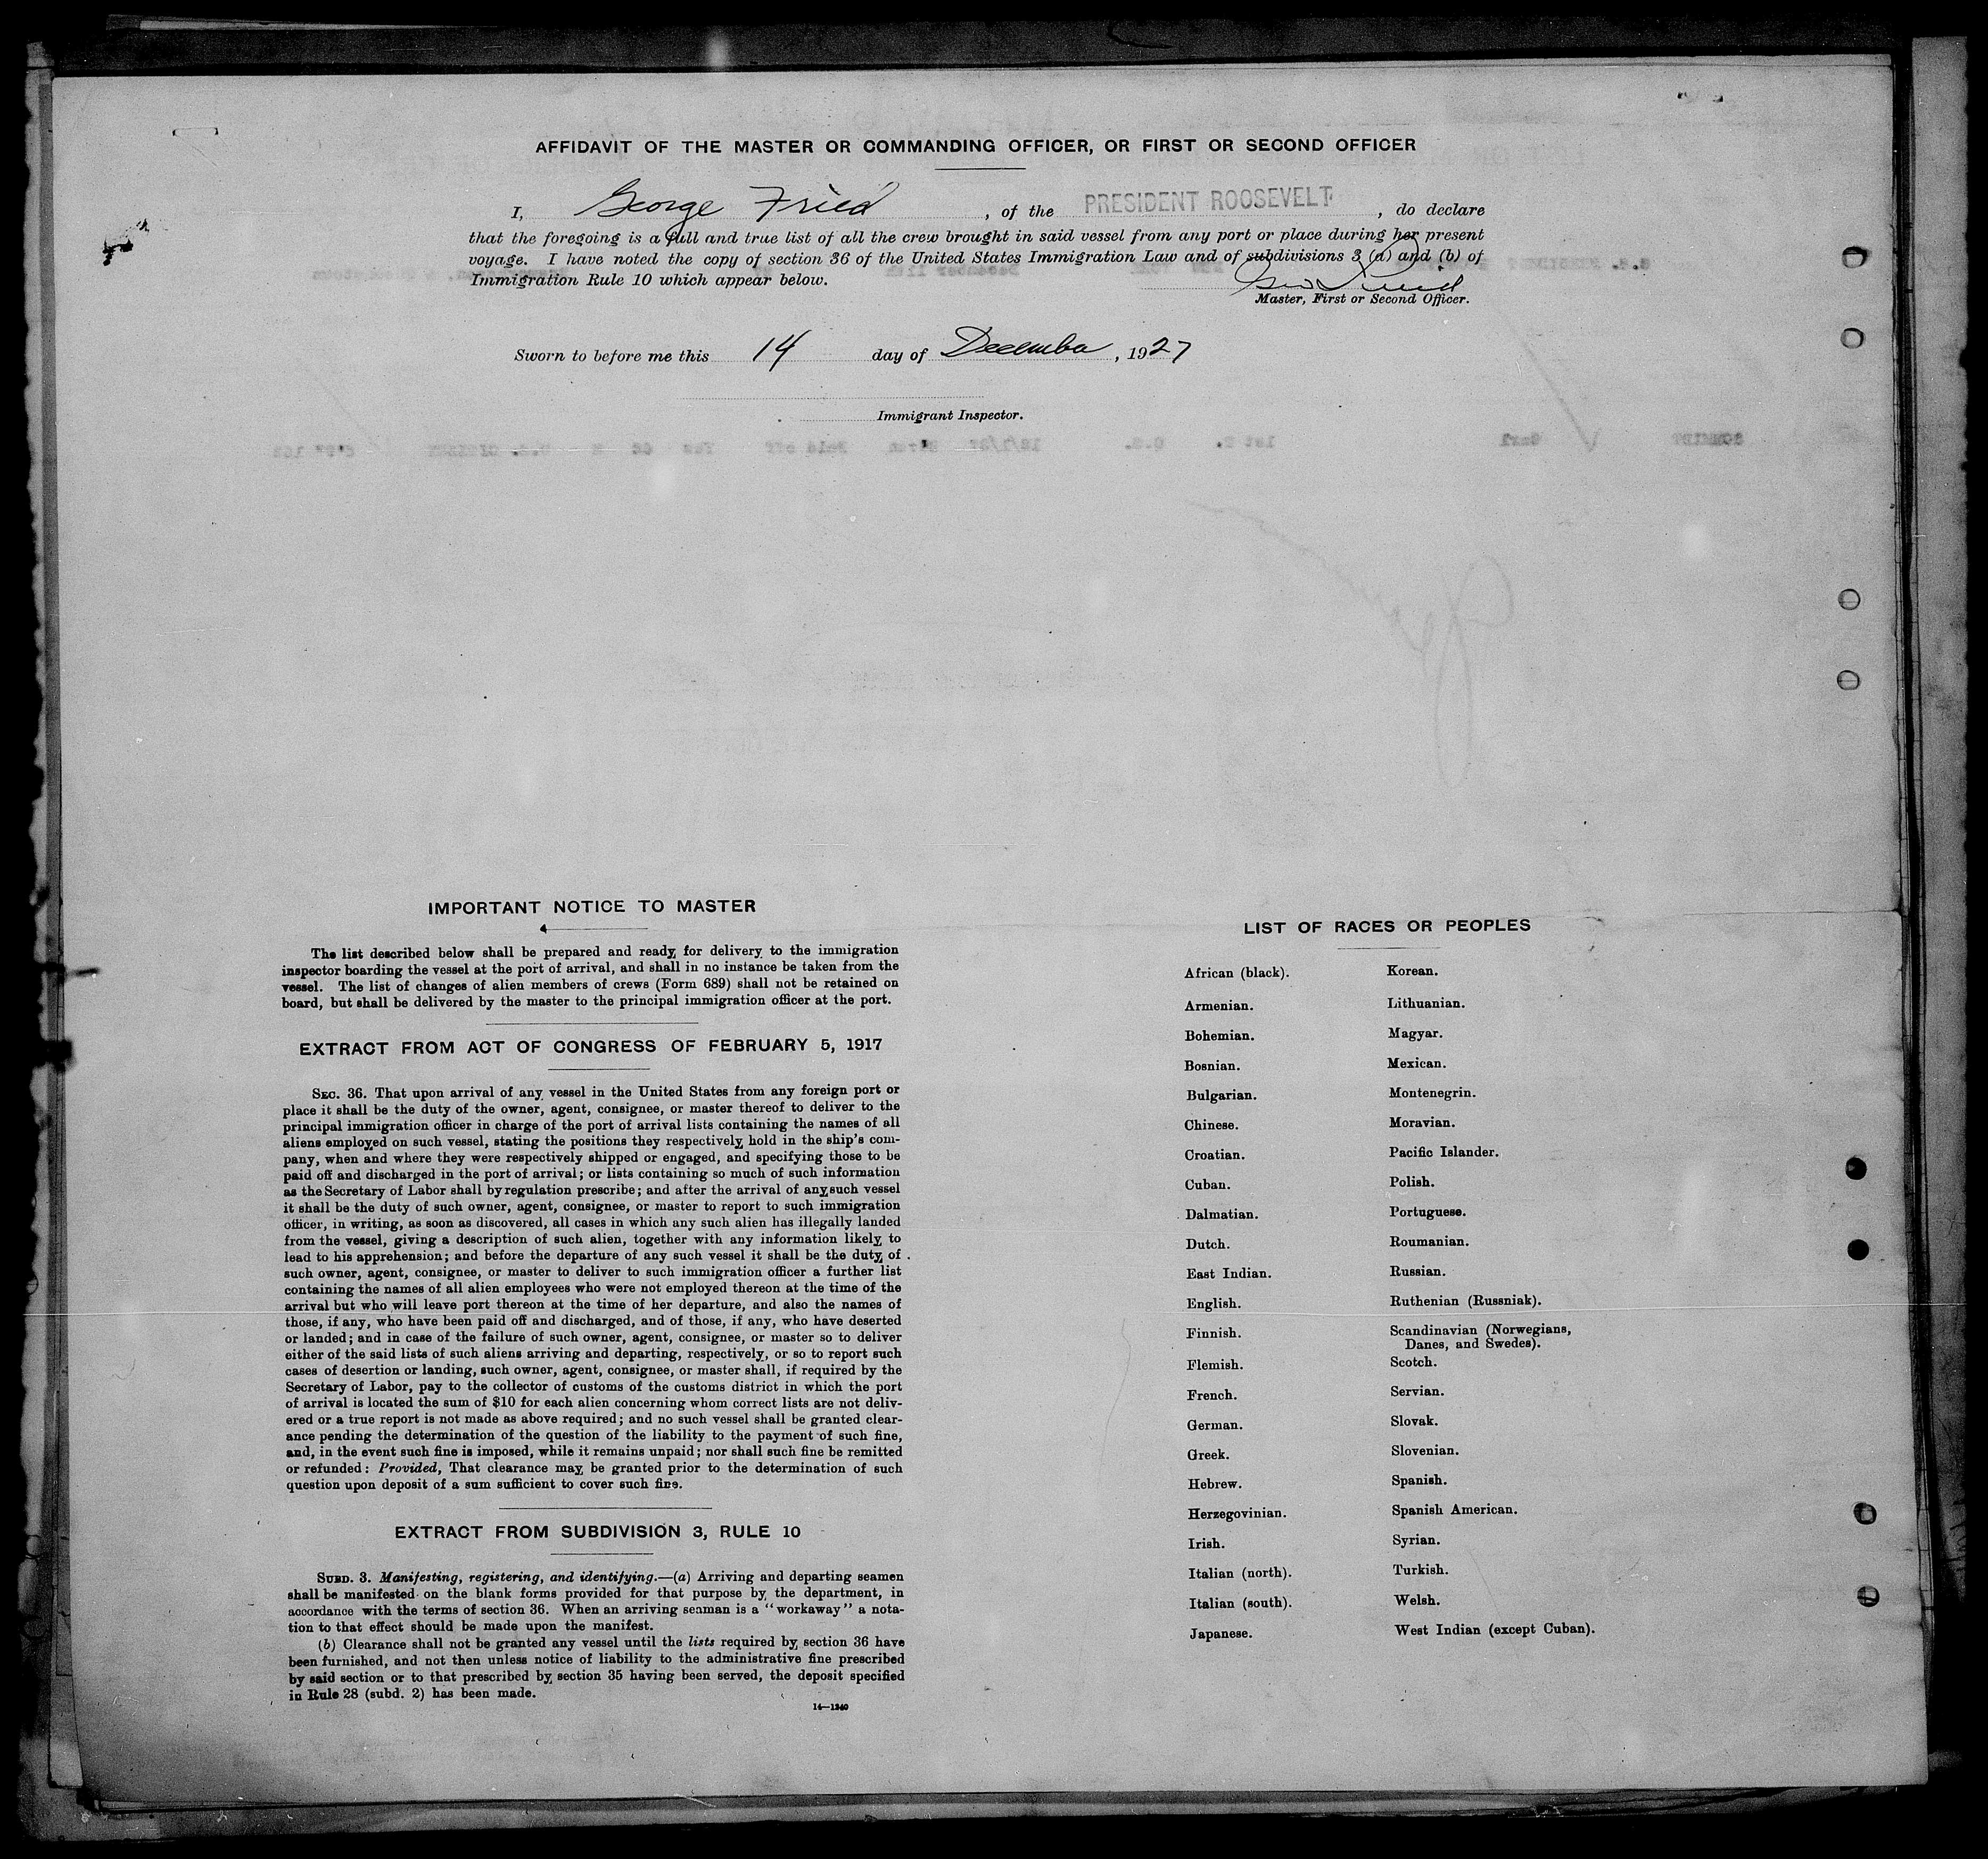 AFFIDAVIT OF THE MASTER OR COMMANDING OFFICER, OR FIRST OR SECOND OFFICER
I, George Fried, of the PRESIDENT ROOSEVELT, do declare
that the foregoing is a full and true list of all the crew brought in said vessel from any port or place during her present
voyage. I have noted the copy of section 36 of the United States Immigration Law and of subdivisions 3 (a) and (b) of
Immigration Rule 10 which appear below.
Geo Fried
Master, First or Second Officer.
Sworn to before me this 14 day of December, 1927
Immigrant Inspector.
IMPORTANT NOTICE TO MASTER
The list described below shall be prepared and ready for delivery to the immigration
inspector boarding the vessel at the port of arrival, and shall in no instance be taken from the
vessel. The list of changes of alien members of crews (Form 689) shall not be retained on
board, but shall be delivered by the master to the principal immigration officer at the port.
EXTRACT FROM ACT OF CONGRESS OF FEBRUARY 5, 1917
SEC. 36. That upon arrival of any vessel in the United States from any foreign port or
place it shall be the duty of the owner, agent, consignee, or master thereof to deliver to the
principal immigration officer in charge of the port of arrival lists containing the names of all
aliens employed on such vessel, stating the positions they respectively hold in the ship's com-
pany, when and where they were respectively shipped or engaged, and specifying those to be
paid off and discharged in the port of arrival; or lists containing so much of such information
as the Secretary of Labor shall by regulation prescribe; and after the arrival of any such vessel
it shall be the duty of such owner, agent, consignee, or master to report to such immigration
officer, in writing, as soon as discovered, all cases in which any such alien has illegally landed
from the vessel, giving a description of such alien, together with any information likely to
lead to his apprehension; and before the departure of any such vessel it shall be the duty of
such owner, agent, consignee, or master to deliver to such immigration officer a further list
containing the names of all alien employees who were not employed thereon at the time of the
arrival but who will leave port thereon at the time of her departure, and also the names of
those, if any, who have been paid off and discharged, and of those, if any, who have deserted
or landed; and in case of the failure of such owner, agent, consignee, or master so to deliver
either of the said lists of such aliens arriving and departing, respectively, or so to report such
cases of desertion or landing, such owner, agent, consignee, or master shall, if required by the
Secretary of Labor, pay to the collector of customs of the customs district in which the port
of arrival is located the sum of $10 for each alien concerning whom correct lists are not deliv-
ered or a true report is not made as above required; and no such vessel shall be granted clear-
ance pending the determination of the question of the liability to the payment of such fine,
and, in the event such fine is imposed, while it remains unpaid; nor shall such fine be remitted
or refunded: Provided, That clearance may be granted prior to the determination of such
question upon deposit of a sum sufficient to cover such fine.
EXTRACT FROM SUBDIVISION 3, RULE 10
SUBD. 3. Manifesting, registering, and identifying.—(a) Arriving and departing seamen
shall be manifested on the blank forms provided for that purpose by the department, in
accordance with the terms of section 36. When an arriving seaman is a "workaway" a nota-
tion to that effect should be made upon the manifest.
(b) Clearance shall not be granted any vessel until the lists required by section 36 have
been furnished, and not then unless notice of liability to the administrative fine prescribed
by said section or to that prescribed by section 35 having been served, the deposit specified
in Rule 28 (subd. 2) has been made.
14—1240
LIST OF RACES OR PEOPLES
African (black).
Armenian.
Bohemian.
Bosnian.
Bulgarian.
Chinese.
Croatian.
Cuban.
Dalmatian.
Dutch.
East Indian.
English.
Finnish.
Flemish.
French.
German.
Greek.
Hebrew.
Herzegovinian.
Irish.
Italian (north).
Italian (south).
Japanese.
Korean.
Lithuanian.
Magyar.
Mexican.
Montenegrin.
Moravian.
Pacific Islander.
Polish.
Portuguese.
Roumanian.
Russian.
Ruthenian (Russniak).
Scandinavian (Norwegians,
Danes, and Swedes).
Scotch.
Servian.
Slovak.
Slovenian.
Spanish.
Spanish American.
Syrian.
Turkish.
Welsh.
West Indian (except Cuban).